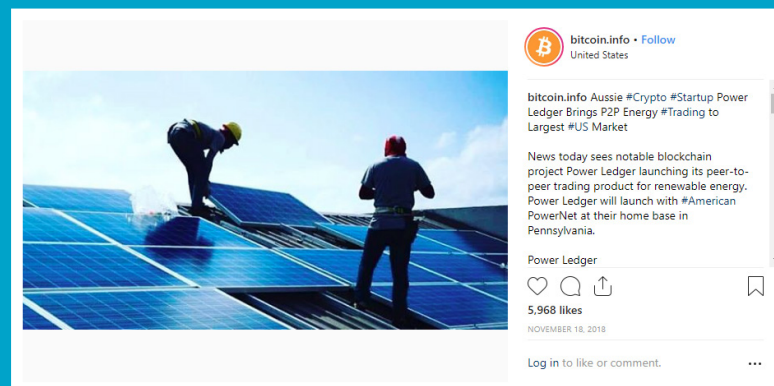 bitcoin.info • Follow
United States
bitcoin.info Aussie #Crypto #Startup Power
Ledger Brings P2P Energy #Trading to
Largest #US Market
News today sees notable blockchain
project Power Ledger launching its peer-to-
peer trading product for renewable energy.
Power Ledger will launch with #American
PowerNet at their home base in
Pennsylvania.
Power Ledger
5,968 likes
NOVEMBER 18, 2018
Log in to like or comment.